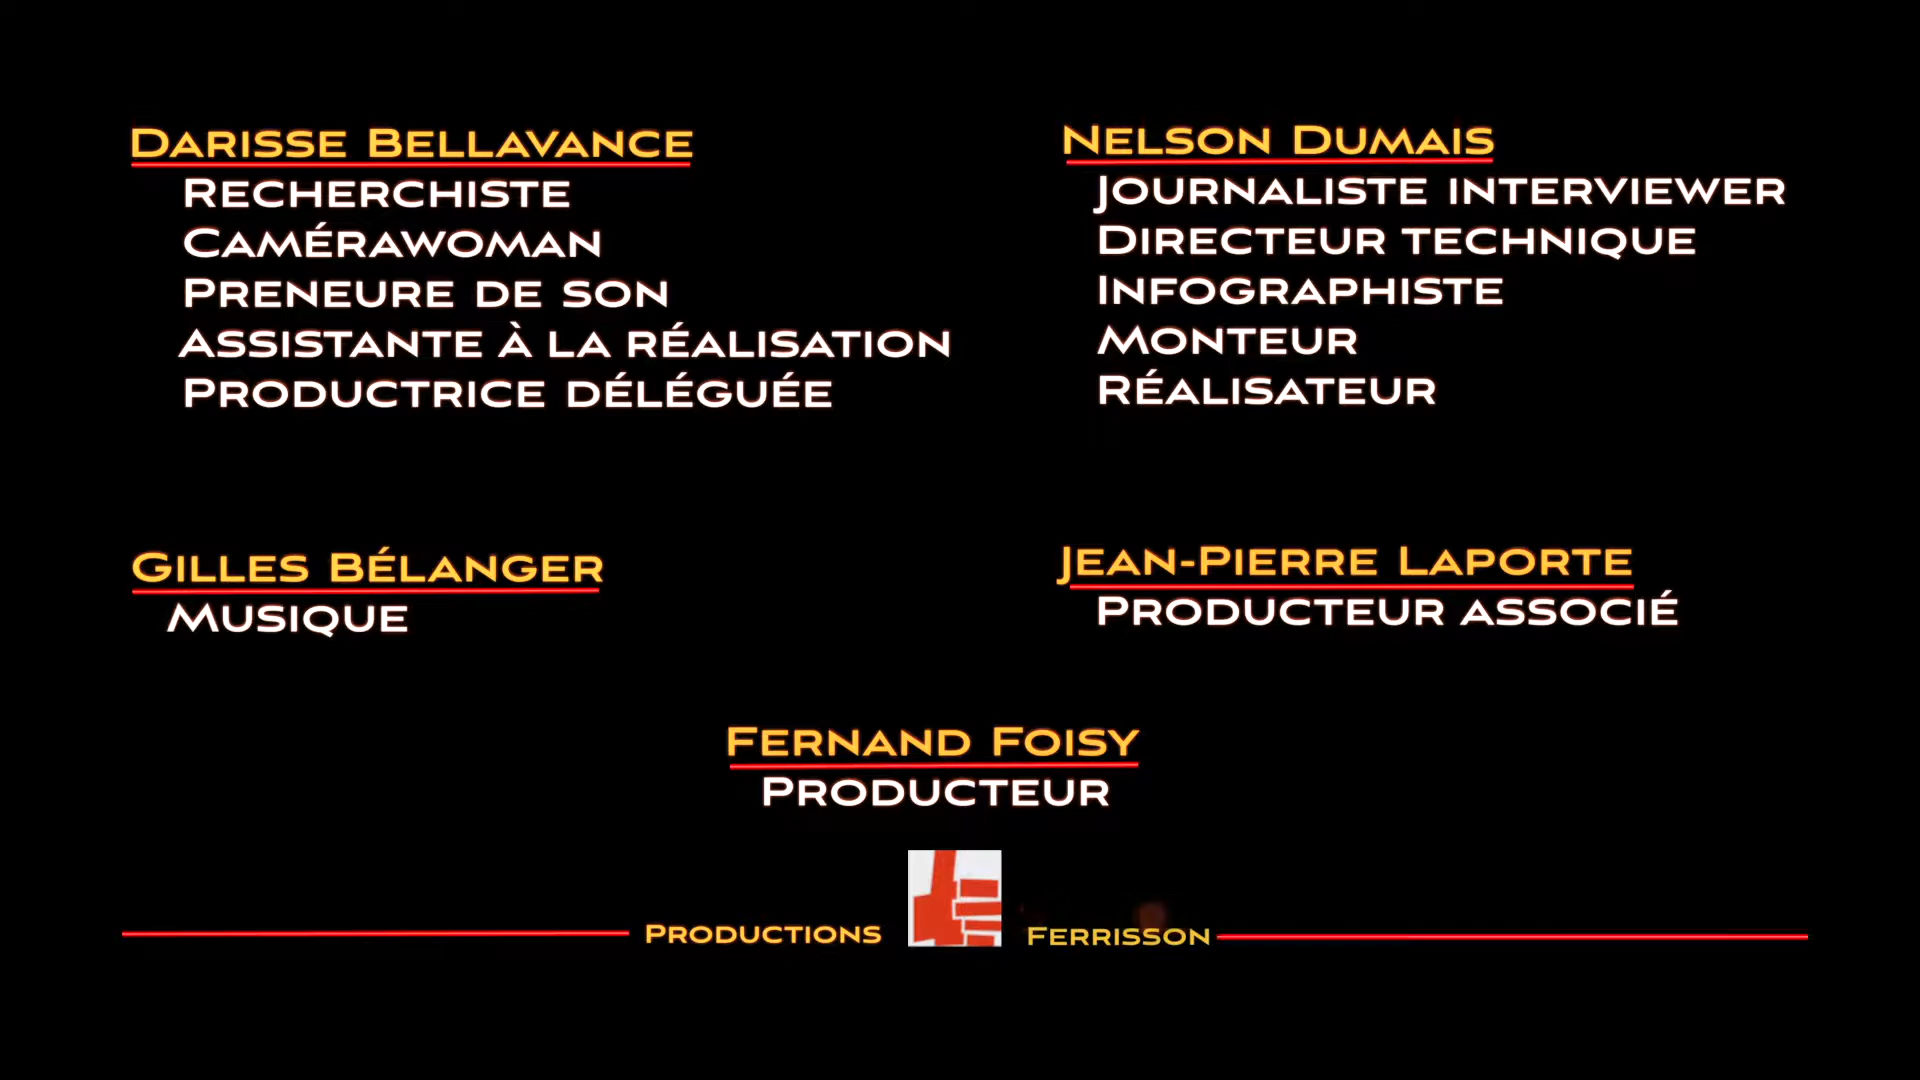 Darisse Bellavance
Recherchiste
Camérawoman
Preneure de son
Assistante à la réalisation
Productrice déléguée
Nelson Dumais
Journaliste interviewer
Directeur technique
Infographiste
Monteur
Réalisateur
Gilles Bélanger
Musique
Jean-Pierre Laporte
Producteur associé
Fernand Foisy
Producteur
Productions Ferrisson